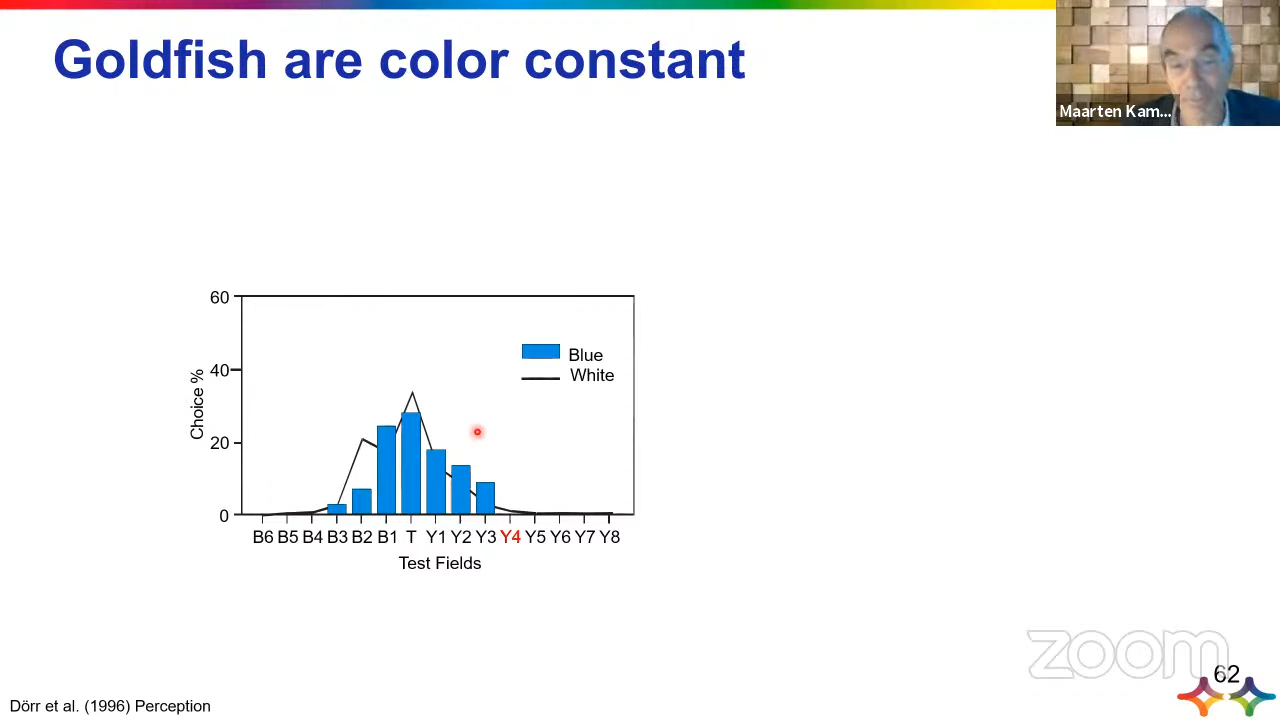 Goldfish are color constant
Maarten Kam...
60
40
20
0
Choice %
Blue
White
B6 B5 B4 B3 B2 B1 T Y1 Y2 Y3 Y4 Y5 Y6 Y7 Y8
Test Fields
zoom
62
Dörr et al. (1996) Perception